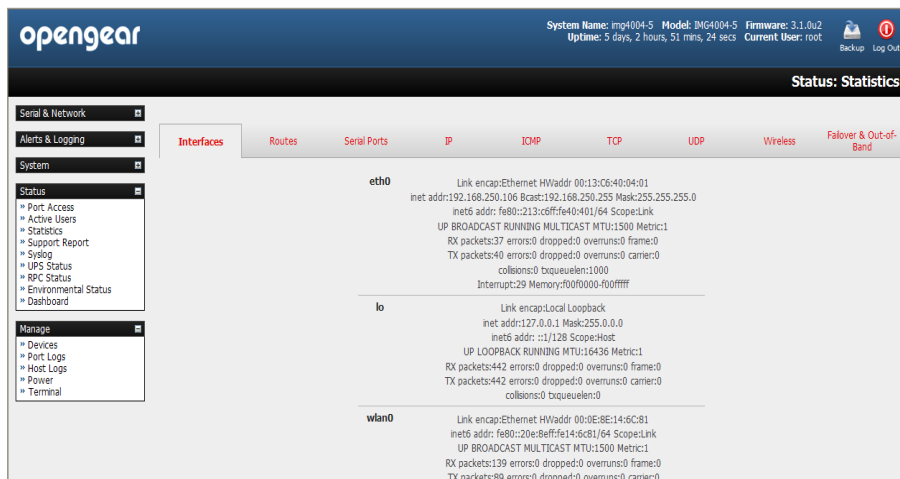 opengear
System Name: img4004-5 Model: IMG4004-5 Firmware: 3.1.0u2
Uptime: 5 days, 2 hours, 51 mins, 24 secs Current User: root
Backup Log Out
Status: Statistics
Serial & Network
Alerts & Logging
System
Status
» Port Access
» Active Users
» Statistics
» Support Report
» Syslog
» UPS Status
» RPC Status
» Environmental Status
» Dashboard
Manage
» Devices
» Port Logs
» Host Logs
» Power
» Terminal
Interfaces Routes Serial Ports IP ICMP TCP UDP Wireless Failover & Out-of-
Band
eth0 Link encap:Ethernet HWaddr 00:13:C6:40:04:01
inet addr:192.168.250.106 Bcast:192.168.250.255 Mask:255.255.255.0
inet6 addr: fe80::213:c6ff:fe40:401/64 Scope:Link
UP BROADCAST RUNNING MULTICAST MTU:1500 Metric:1
RX packets:37 errors:0 dropped:0 overruns:0 frame:0
TX packets:40 errors:0 dropped:0 overruns:0 carrier:0
collisions:0 txqueuelen:1000
Interrupt:29 Memory:f00f0000-f00fffff
lo Link encap:Local Loopback
inet addr:127.0.0.1 Mask:255.0.0.0
inet6 addr: ::1/128 Scope:Host
UP LOOPBACK RUNNING MTU:16436 Metric:1
RX packets:442 errors:0 dropped:0 overruns:0 frame:0
TX packets:442 errors:0 dropped:0 overruns:0 carrier:0
collisions:0 txqueuelen:0
wlan0 Link encap:Ethernet HWaddr 00:0E:8E:14:6C:81
inet6 addr: fe80::20e:8eff:fe14:6c81/64 Scope:Link
UP BROADCAST MULTICAST MTU:1500 Metric:1
RX packets:139 errors:0 dropped:0 overruns:0 frame:0
TX packets:89 errors:0 dropped:0 overruns:0 carrier:0